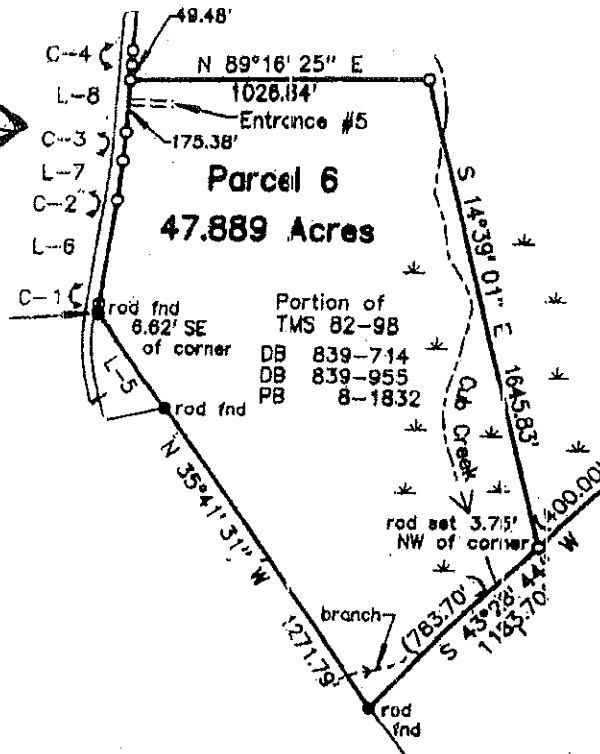 49.48'
C-4
N 89°16' 25" E
1026.84'
L-8
Entrance #5
C-3
175.38'
L-7
Parcel 6
C-2
47.889 Acres
S 14°39' 01" E 1645.83'
L-6
C-1
rod fnd
6.62' SE
of corner
Portion of
TMS 82-98
DB 839-714
DB 839-955
PB 8-1832
L-5
rod fnd
Cub Creek
N 35°41' 31" W 1271.79'
rod set 3.75'
NW of corner
(400.00'
branch
(783.70')
S 43°28' 44" W
rod
fnd